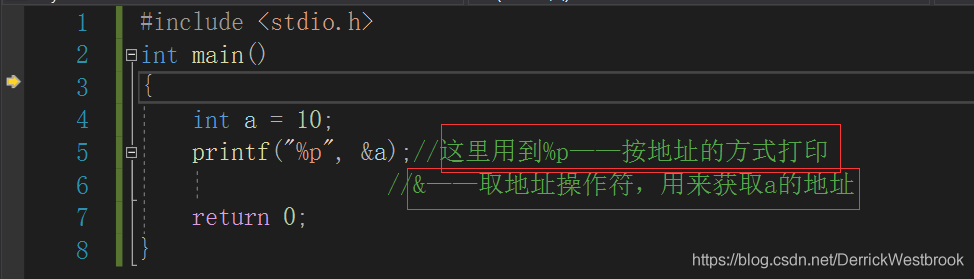 1 #include <stdio.h>
2 int main()
3 {
4 int a = 10;
5 printf("%p", &a);//这里用到%p——按地址的方式打印
6 //&——取地址操作符，用来获取a的地址
7 return 0;
8 }
https://blog.csdn.net/DerrickWestbrook